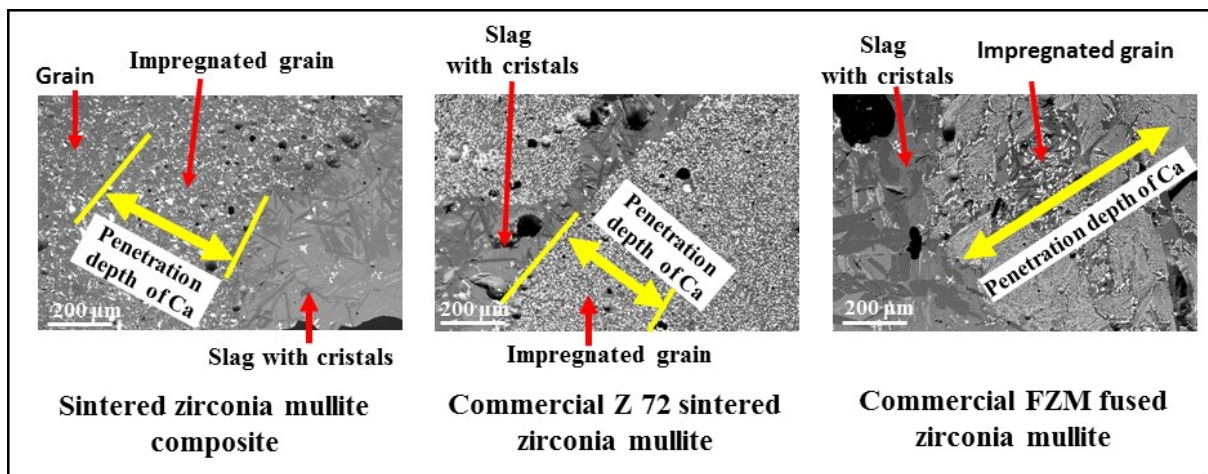 Grain
Impregnated grain
Penetration
depth of Ca
200 µm
Slag with cristals
Sintered zirconia mullite
composite
Slag
with cristals
Penetration
depth of Ca
200 µm
Impregnated grain
Commercial Z 72 sintered
zirconia mullite
Slag
with cristals
Impregnated grain
Penetration depth of Ca
200 µm
Commercial FZM fused
zirconia mullite